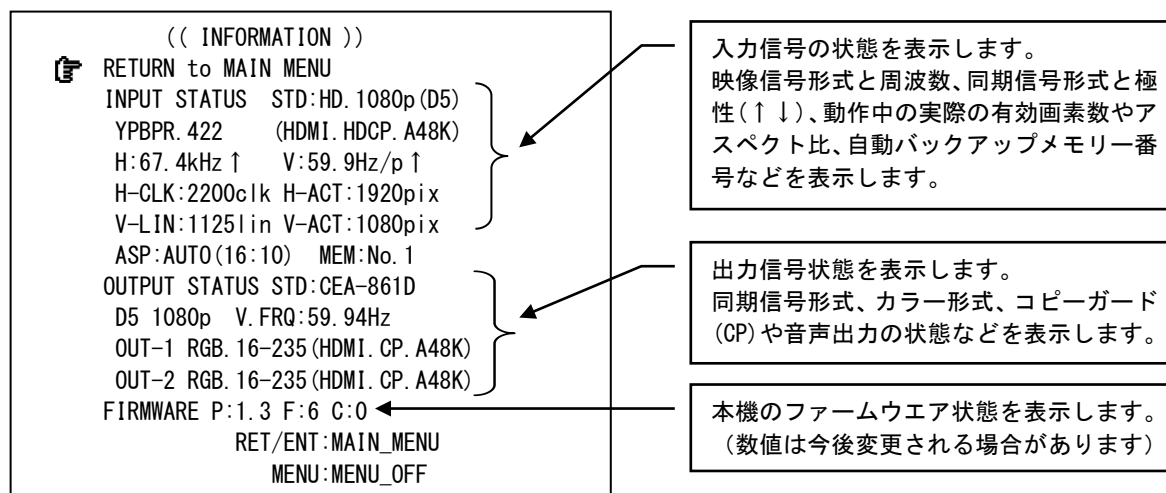 (( INFORMATION ))
RETURN to MAIN MENU
INPUT STATUS STD:HD.1080p(D5)
YPBPR.422 (HDMI.HDCP.A48K)
H:67.4kHz↑ V:59.9Hz/p↑
H-CLK:2200clk H-ACT:1920pix
V-LIN:1125lin V-ACT:1080pix
ASP:AUTO(16:10) MEM:No.1
OUTPUT STATUS STD:CEA-861D
D5 1080p V.FRQ:59.94Hz
OUT-1 RGB.16-235(HDMI.CP.A48K)
OUT-2 RGB.16-235(HDMI.CP.A48K)
FIRMWARE P:1.3 F:6 C:0
RET/ENT:MAIN_MENU
MENU:MENU_OFF
入力信号の状態を表示します。
映像信号形式と周波数、同期信号形式と極
性(↑↓)、動作中の実際の有効画素数やア
スペクト比、自動バックアップメモリー番
号などを表示します。
出力信号状態を表示します。
同期信号形式、カラー形式、コピーガード
(CP)や音声出力の状態などを表示します。
本機のファームウエア状態を表示します。
(数値は今後変更される場合があります)